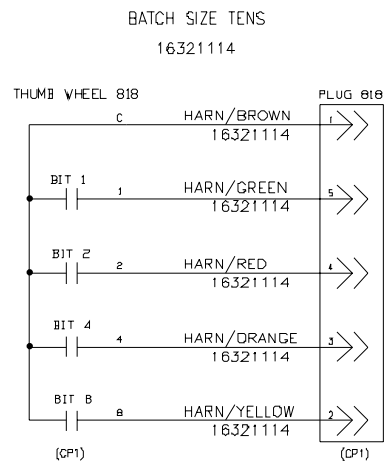 BATCH SIZE TENS
16321114
THUMB WHEEL 818
PLUG 818
C HARN/BROWN 1
16321114
BIT 1
1 HARN/GREEN 5
16321114
BIT 2
2 HARN/RED 4
16321114
BIT 4
4 HARN/ORANGE 3
16321114
BIT 8
8 HARN/YELLOW 2
16321114
(CP1) (CP1)